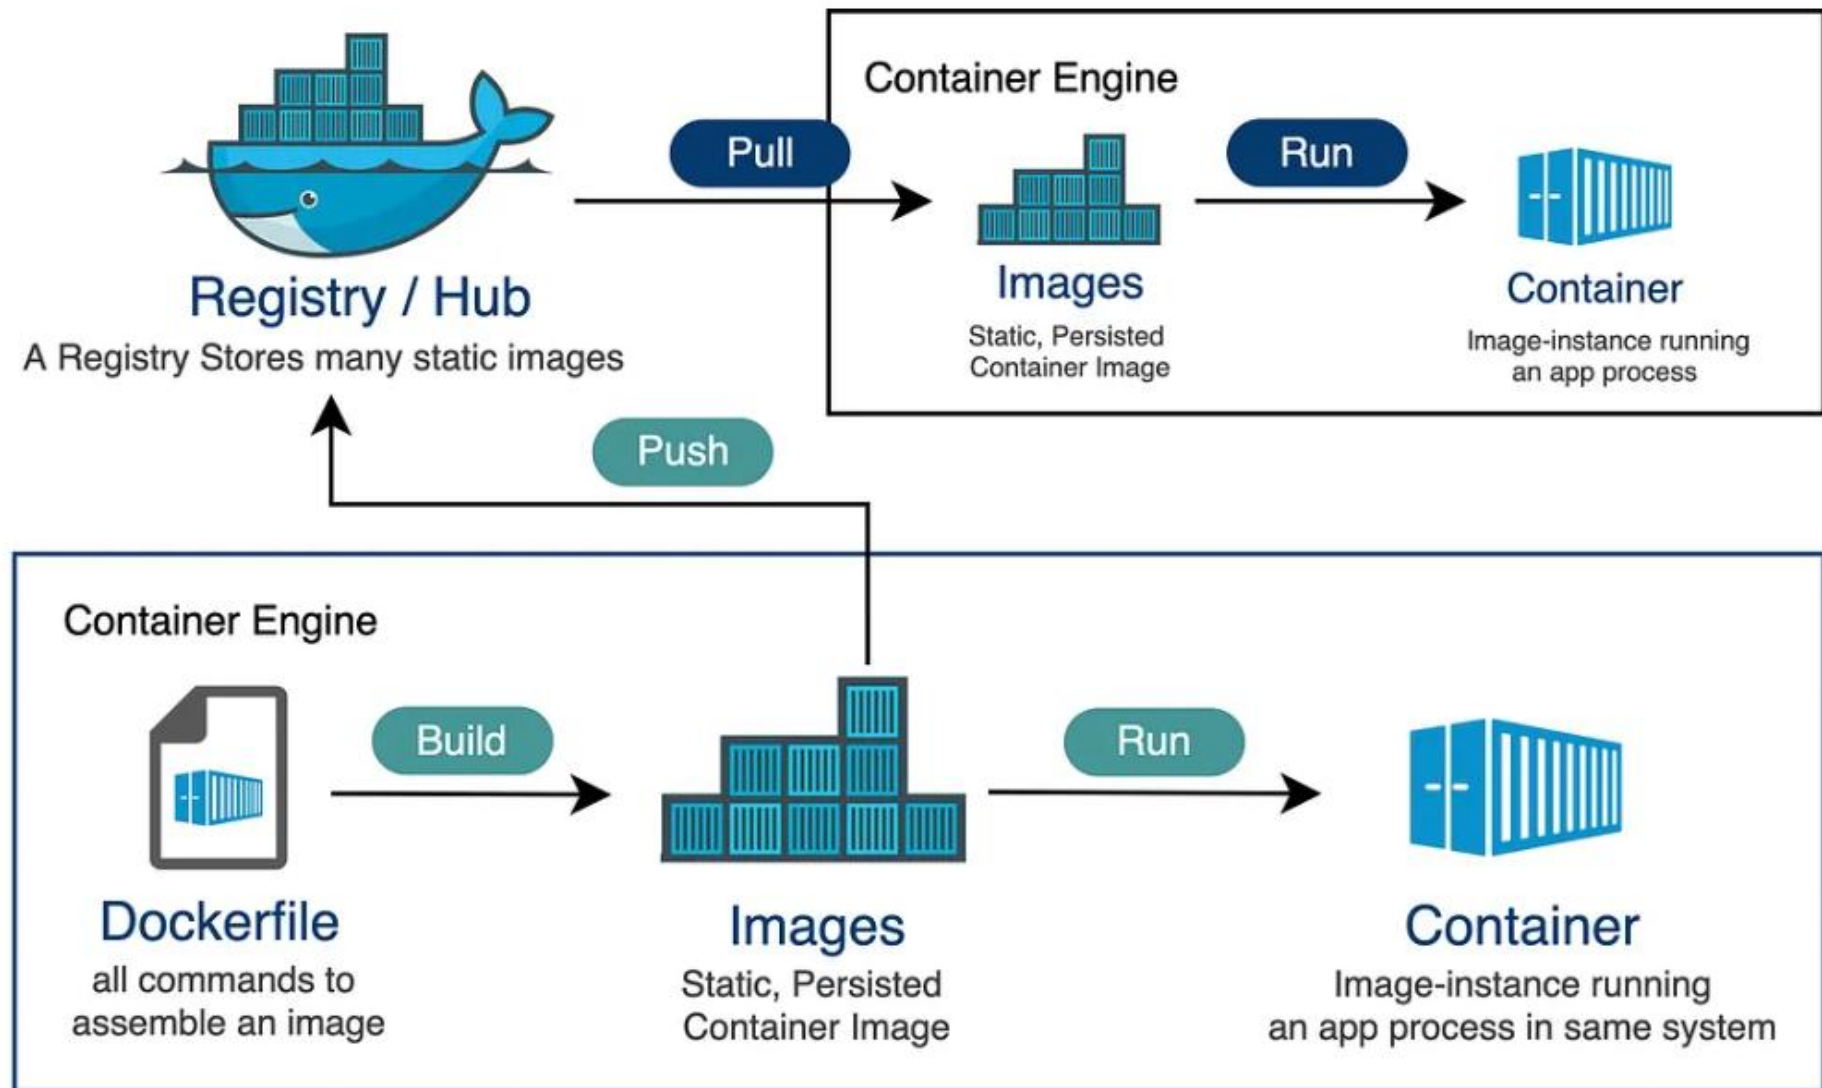 Container Engine
Pull
Run
Registry / Hub
A Registry Stores many static images
Images
Static, Persisted
Container Image
Container
Image-instance running
an app process
Push
Container Engine
Build
Run
Dockerfile
all commands to
assemble an image
Images
Static, Persisted
Container Image
Container
Image-instance running
an app process in same system